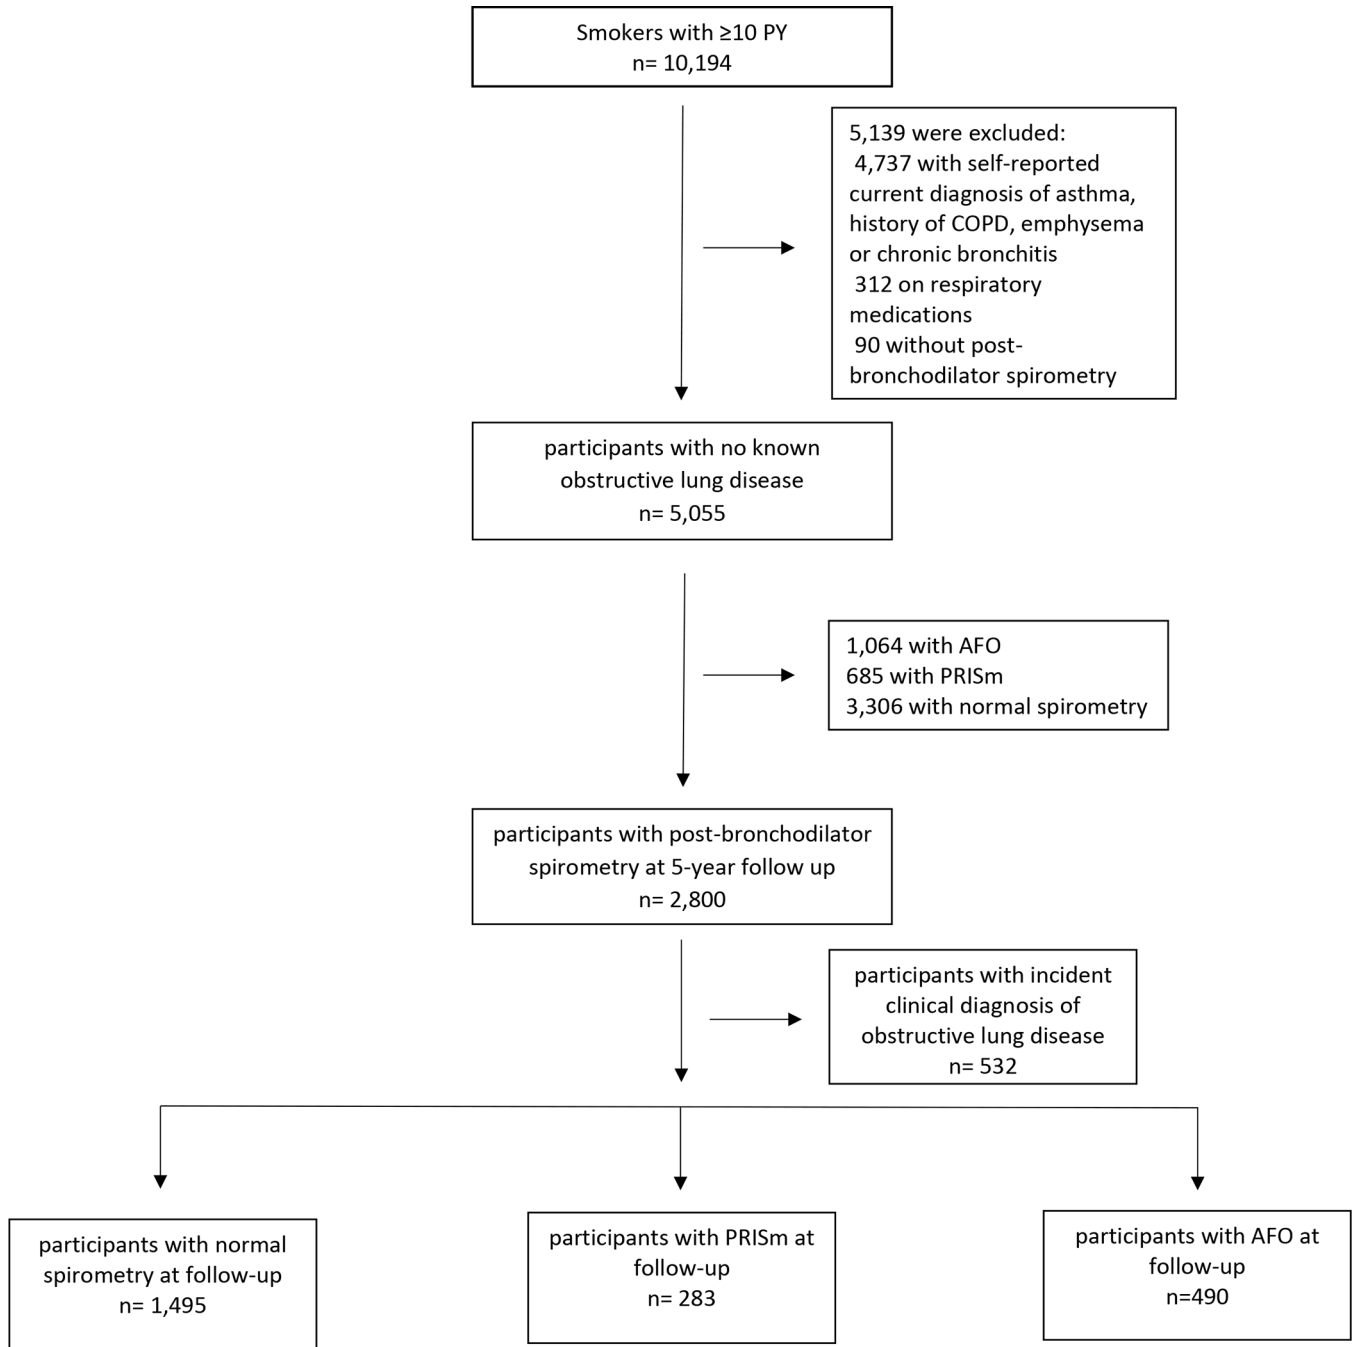 Smokers with ≥10 PY
n= 10,194
5,139 were excluded:
4,737 with self-reported
current diagnosis of asthma,
history of COPD, emphysema
or chronic bronchitis
312 on respiratory
medications
90 without post-
bronchodilator spirometry
participants with no known
obstructive lung disease
n= 5,055
1,064 with AFO
685 with PRISm
3,306 with normal spirometry
participants with post-bronchodilator
spirometry at 5-year follow up
n= 2,800
participants with incident
clinical diagnosis of
obstructive lung disease
n= 532
participants with normal
spirometry at follow-up
n= 1,495
participants with PRISm at
follow-up
n= 283
participants with AFO at
follow-up
n=490